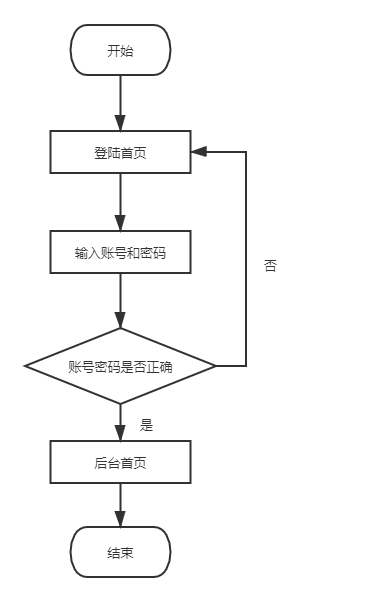 开始
登陆首页
输入账号和密码
否
账号密码是否正确
是
后台首页
结束